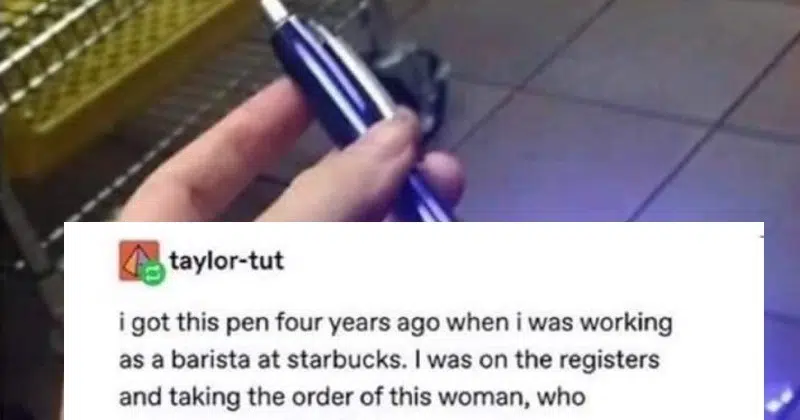 taylor-tut
i got this pen four years ago when i was working
as a barista at starbucks. I was on the registers
and taking the order of this woman, who